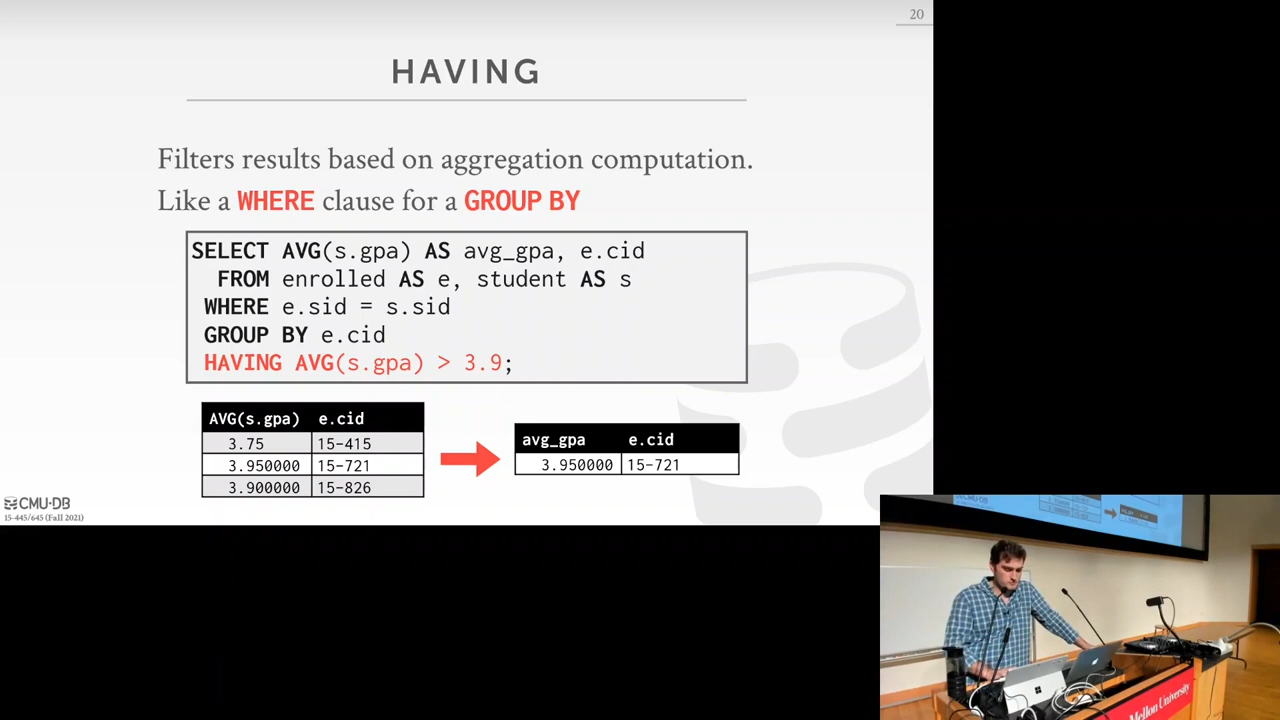 20
HAVING
Filters results based on aggregation computation.
Like a WHERE clause for a GROUP BY
SELECT AVG(s.gpa) AS avg_gpa, e.cid
FROM enrolled AS e, student AS s
WHERE e.sid = s.sid
GROUP BY e.cid
HAVING AVG(s.gpa) > 3.9;
AVG(s.gpa) e.cid
3.75 15-415
3.950000 15-721
3.900000 15-826
avg_gpa e.cid
3.950000 15-721
CMU·DB
15-445/645 (Fall 2021)
Mellon University